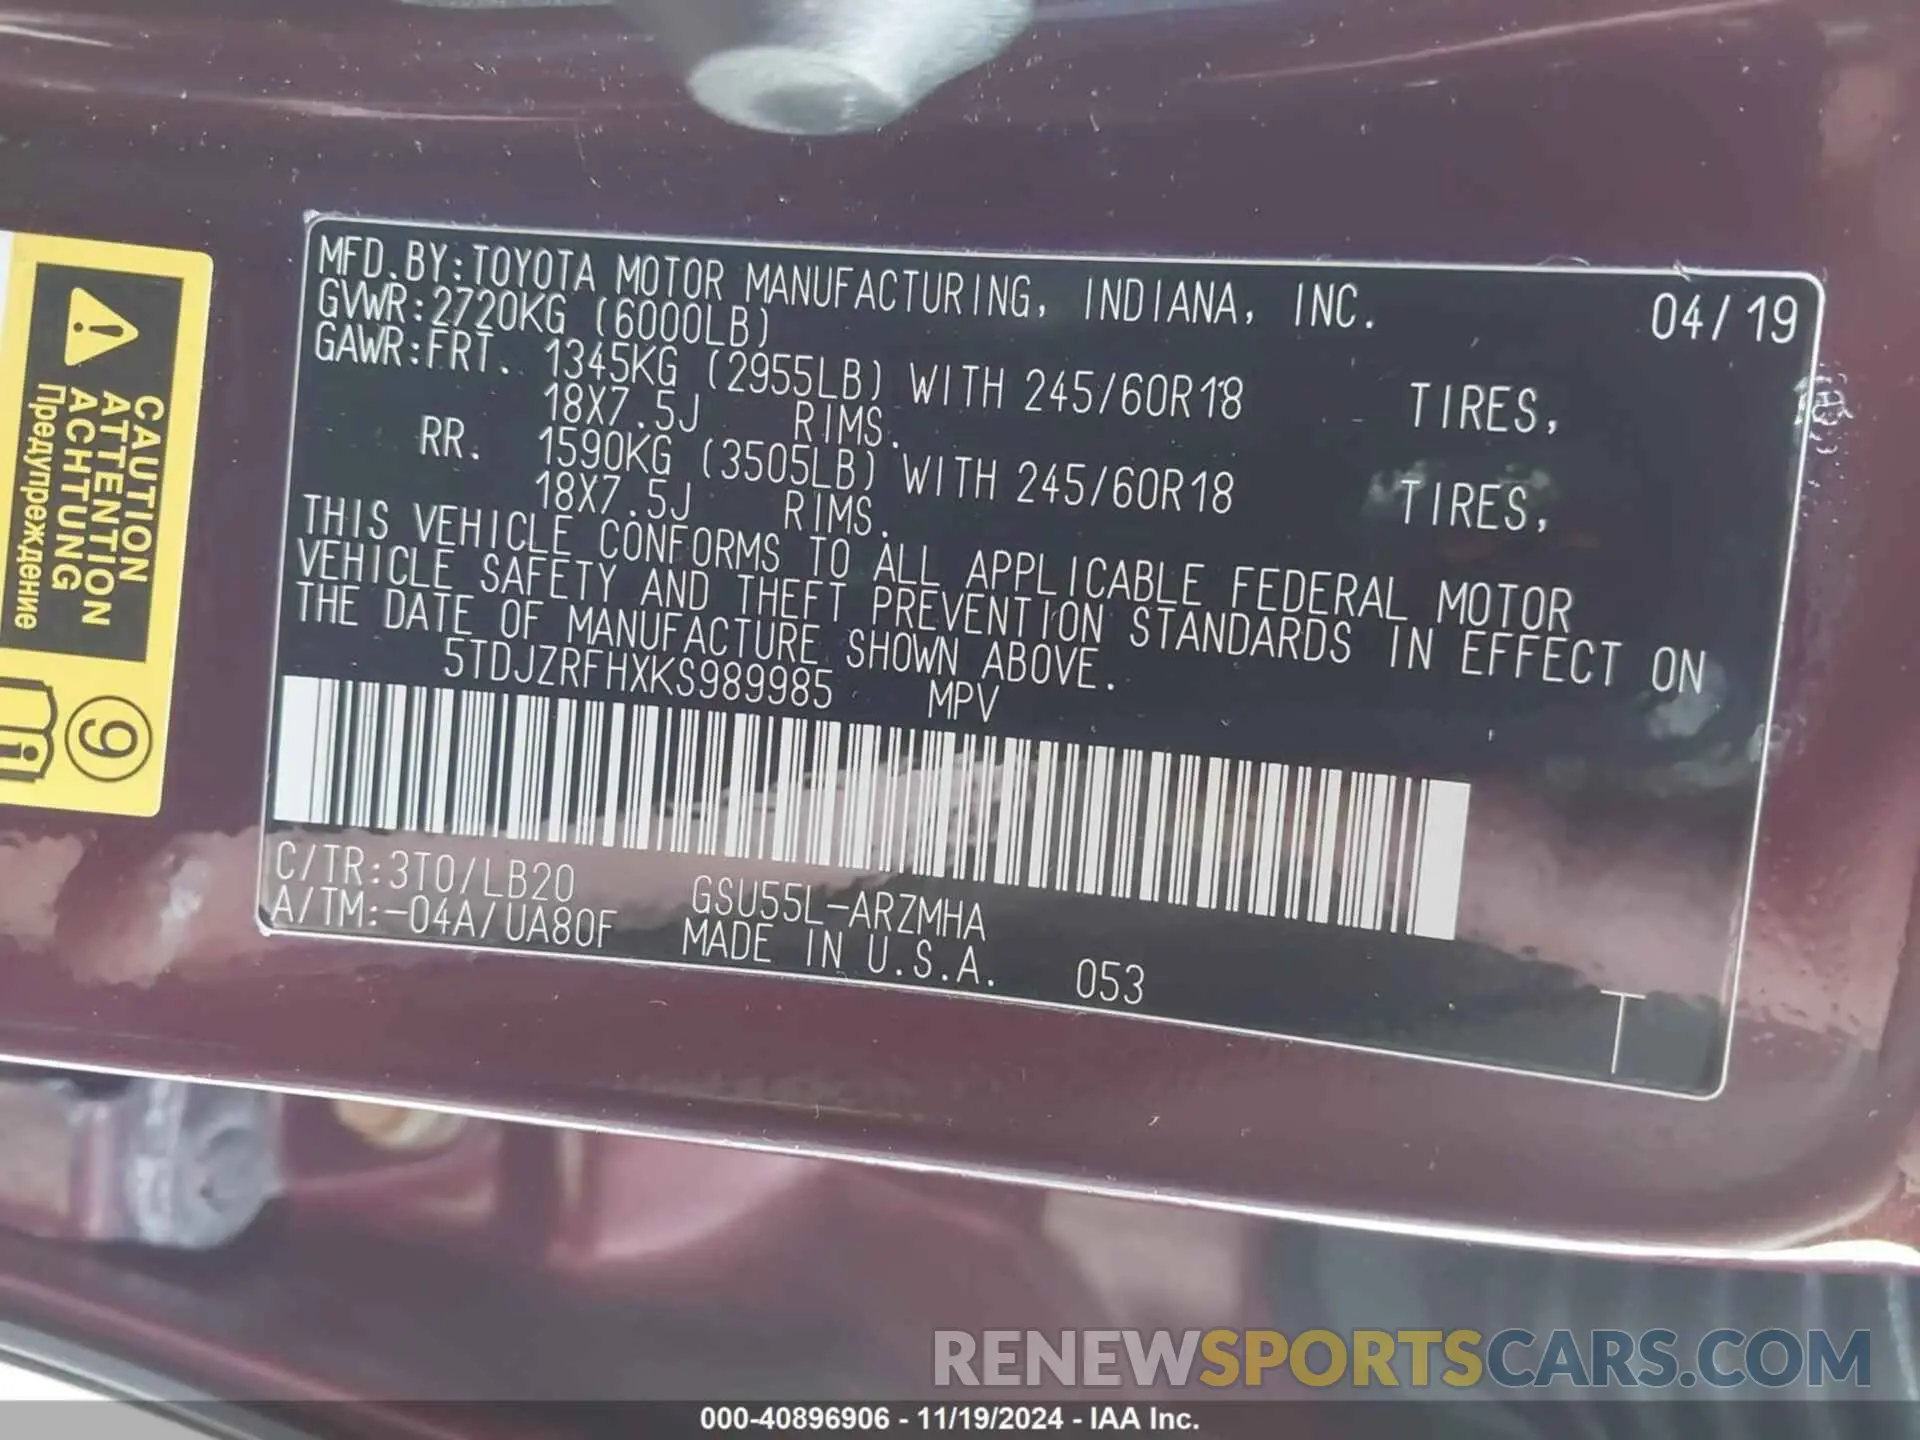 MFD.BY:TOYOTA MOTOR MANUFACTURING, INDIANA, INC. 04/19
GVWR:2720KG (6000LB)
GAWR:FRT. 1345KG (2955LB) WITH 245/60R18 TIRES,
18X7.5J RIMS.
RR. 1590KG (3505LB) WITH 245/60R18 TIRES,
18X7.5J RIMS.
THIS VEHICLE CONFORMS TO ALL APPLICABLE FEDERAL MOTOR
VEHICLE SAFETY AND THEFT PREVENTION STANDARDS IN EFFECT ON
THE DATE OF MANUFACTURE SHOWN ABOVE.
5TDJZRFHXKS989985 MPV
C/TR:3T0/LB20 GSU55L-ARZMHA
A/TM:-04A/UA80F MADE IN U.S.A. 053
T
CAUTION
ATTENTION
ACHTUNG
Предупреждение
9
i
RENEWSPORTSCARS.COM
000-40896906 - 11/19/2024 - IAA Inc.